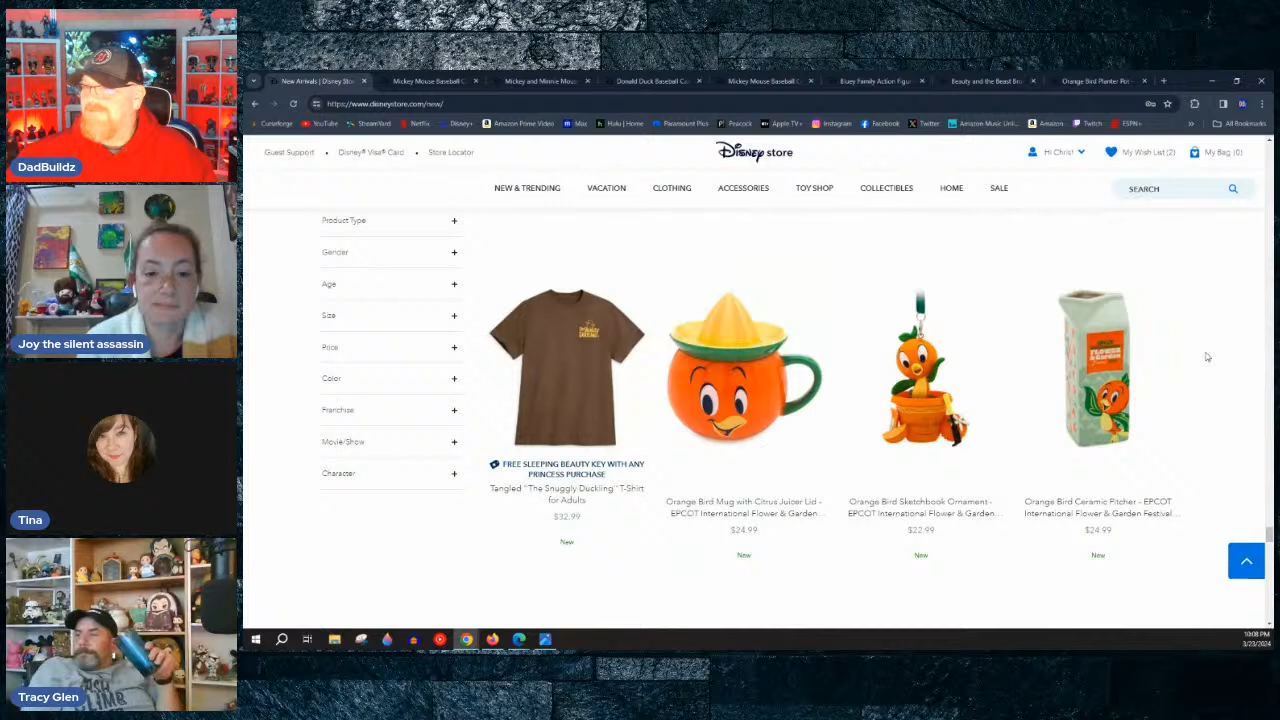 New Arrivals | Disney Sto
Mickey Mouse Baseball C
Mickey and Minnie Mou
Donald Duck Baseball Ca
Mickey Mouse Baseball C
Bluey Family Action Figu
Beauty and the Beast Bro
Orange Bird Planter Pot -
https://www.disneystore.com/new/
Curseforge
YouTube
StreamYard
Netflix
Disney+
Amazon Prime Video
Max
Hulu | Home
Paramount Plus
Peacock
Apple TV+
Instagram
Facebook
Twitter
Amazon Music Unli...
Amazon
Twitch
ESPN+
All Bookmarks
Guest Support • Disney® Visa® Card • Store Locator
Disney store
Hi Chris!
My Wish List (2)
My Bag (0)
NEW & TRENDING
VACATION
CLOTHING
ACCESSORIES
TOY SHOP
COLLECTIBLES
HOME
SALE
SEARCH
Product Type +
Gender +
Age +
Size +
Price +
Color +
Franchise +
Movie/Show +
Character +
FREE SLEEPING BEAUTY KEY WITH ANY
PRINCESS PURCHASE
Tangled "The Snuggly Duckling" T-Shirt
for Adults
$32.99
New
Orange Bird Mug with Citrus Juicer Lid -
EPCOT International Flower & Garden...
$24.99
New
Orange Bird Sketchbook Ornament -
EPCOT International Flower & Garden...
$22.99
New
FLOWER
& Garden
Orange Bird Ceramic Pitcher - EPCOT
International Flower & Garden Festival...
$24.99
New
10:08 PM
3/23/2024
DadBuildz
Joy the silent assassin
Tina
Tracy Glen